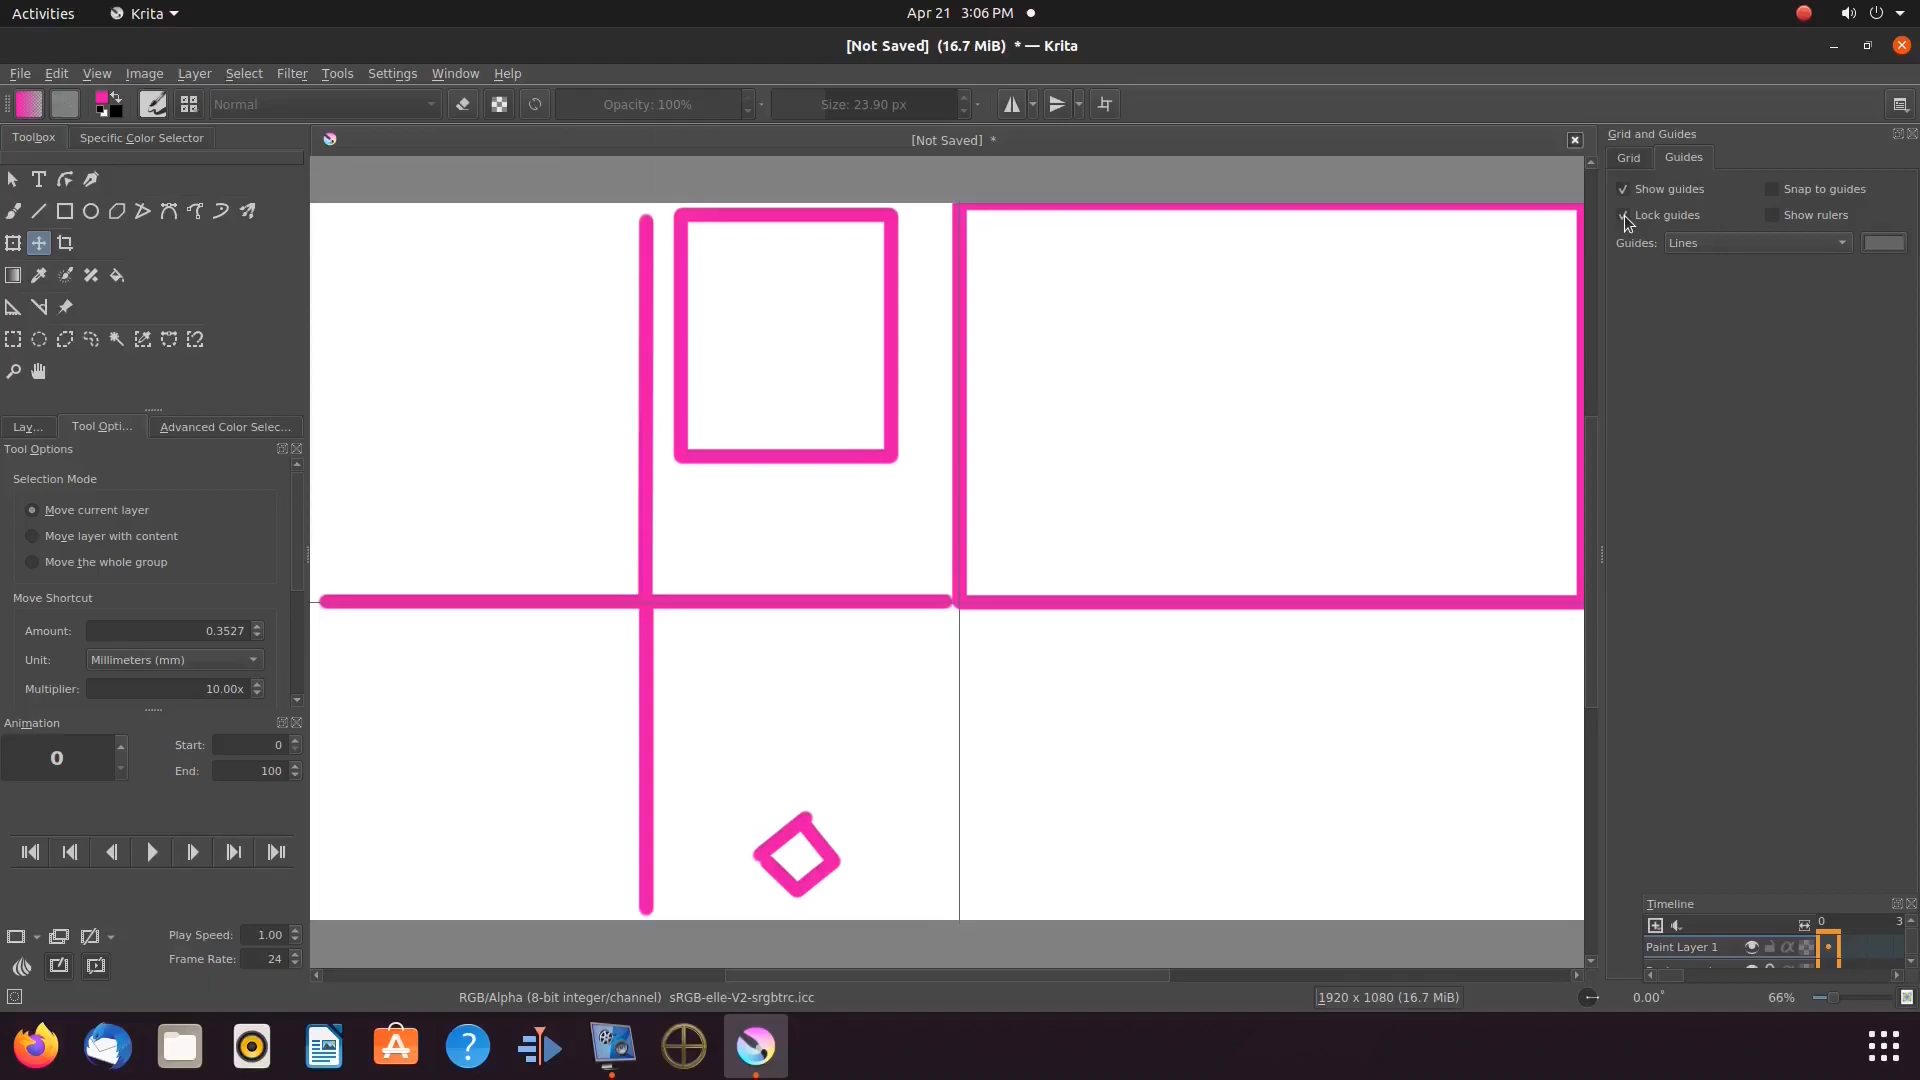 Activities Krita Apr 21 3:06 PM
[Not Saved] (16.7 MiB) * — Krita
File Edit View Image Layer Select Filter Tools Settings Window Help
Normal Opacity: 100% Size: 23.90 px
Toolbox Specific Color Selector
[Not Saved] *
Grid and Guides
Grid Guides
Show guides Snap to guides
Lock guides Show rulers
Guides: Lines
Lay... Tool Opti... Advanced Color Selec...
Tool Options
Selection Mode
Move current layer
Move layer with content
Move the whole group
Move Shortcut
Amount: 0.3527
Unit: Millimeters (mm)
Multiplier: 10.00x
Animation
0
Start: 0
End: 100
Play Speed: 1.00
Frame Rate: 24
Timeline
0 3
Paint Layer 1
RGB/Alpha (8-bit integer/channel) sRGB-elle-V2-srgbtrc.icc
1920 x 1080 (16.7 MiB)
0.00°
66%